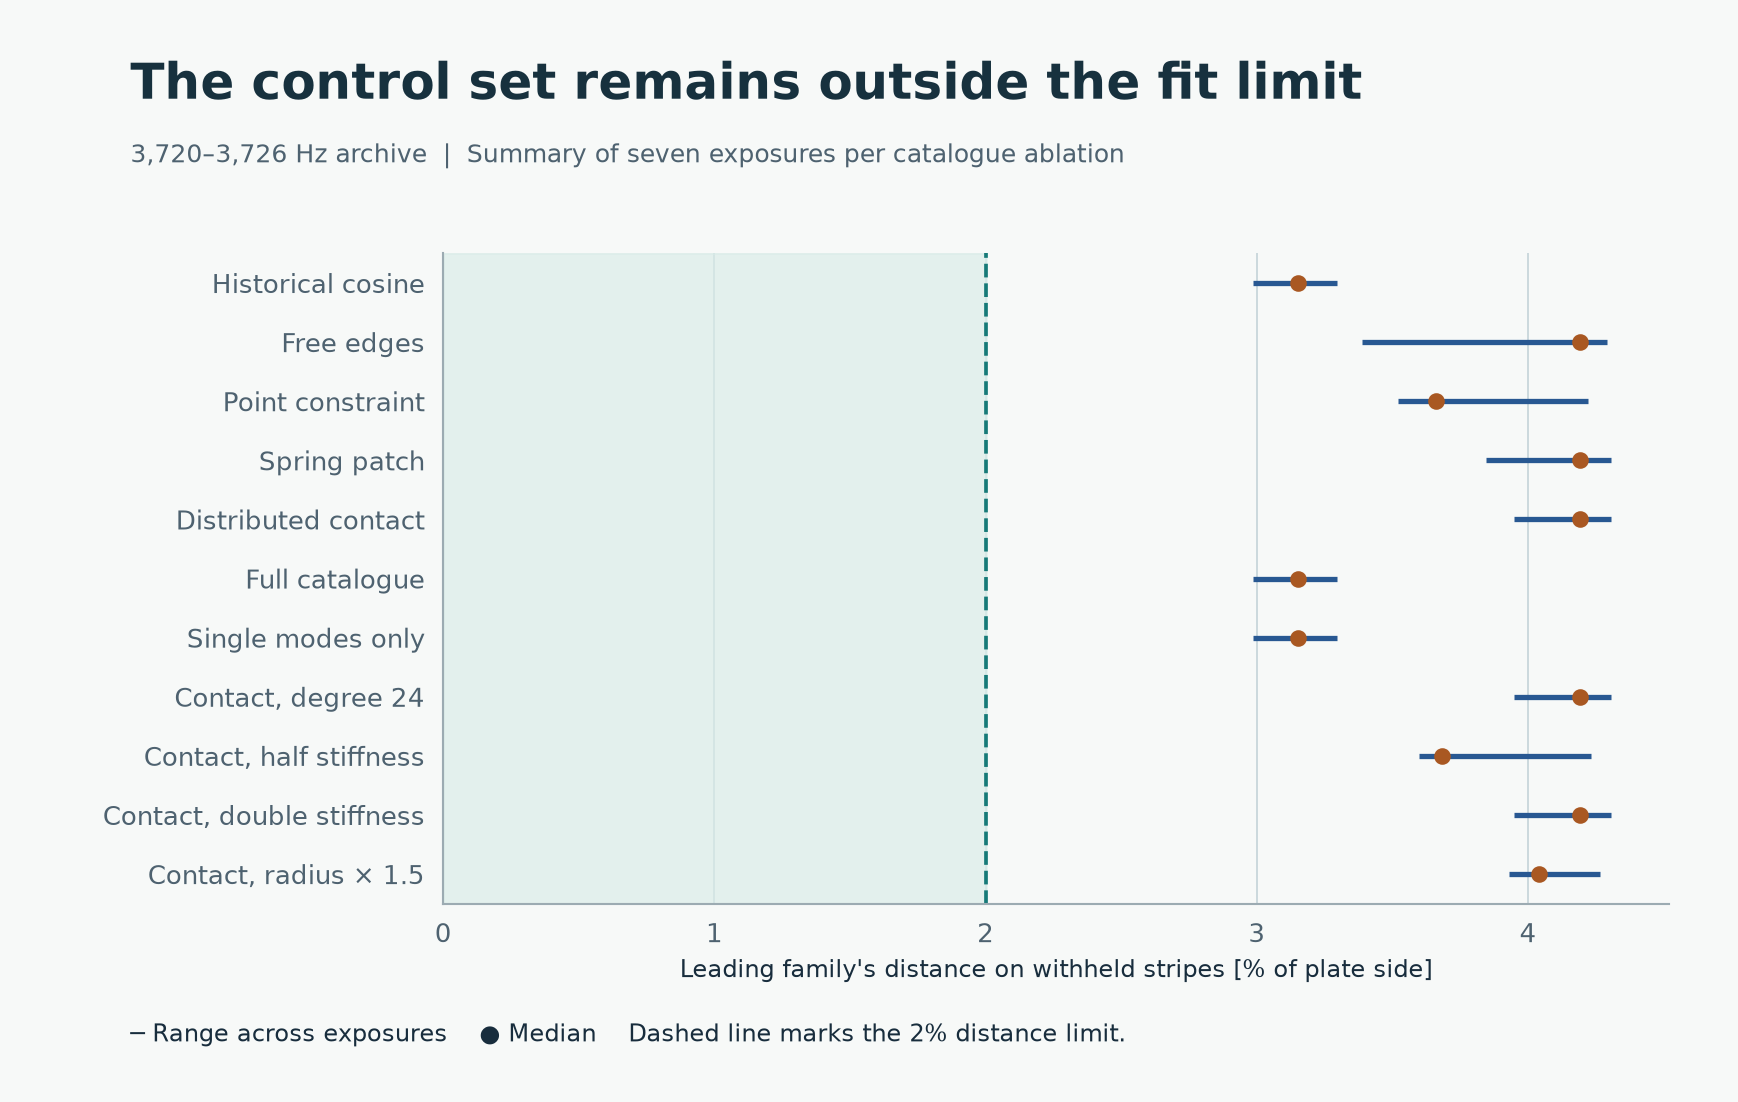 The control set remains outside the fit limit
3,720–3,726 Hz archive | Summary of seven exposures per catalogue ablation
Historical cosine
Free edges
Point constraint
Spring patch
Distributed contact
Full catalogue
Single modes only
Contact, degree 24
Contact, half stiffness
Contact, double stiffness
Contact, radius × 1.5
0 1 2 3 4
Leading family's distance on withheld stripes [% of plate side]
Range across exposures Median Dashed line marks the 2% distance limit.